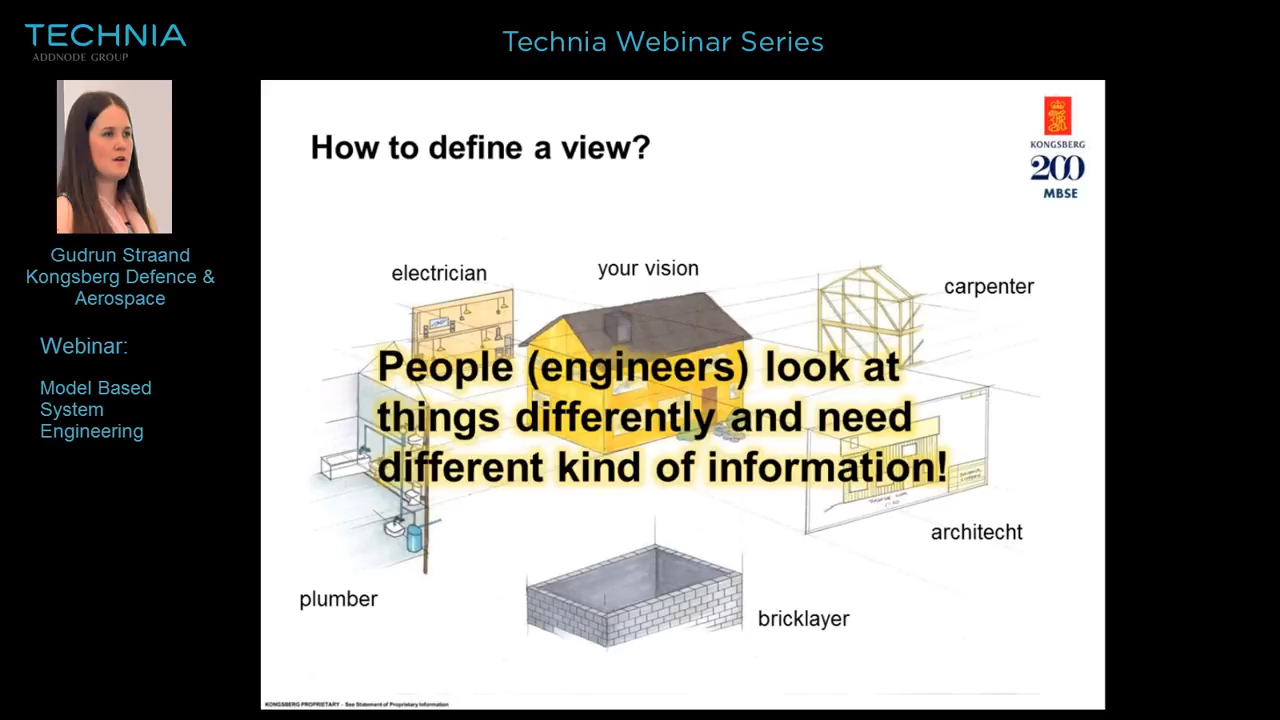 TECHNIA
ADDNODE GROUP
Technia Webinar Series
Gudrun Straand
Kongsberg Defence &
Aerospace
Webinar:
Model Based
System
Engineering
How to define a view?
KONGSBERG
200
MBSE
electrician
your vision
carpenter
People (engineers) look at
things differently and need
different kind of information!
architecht
plumber
bricklayer
KONGSBERG PROPRIETARY - See Statement of Proprietary Information